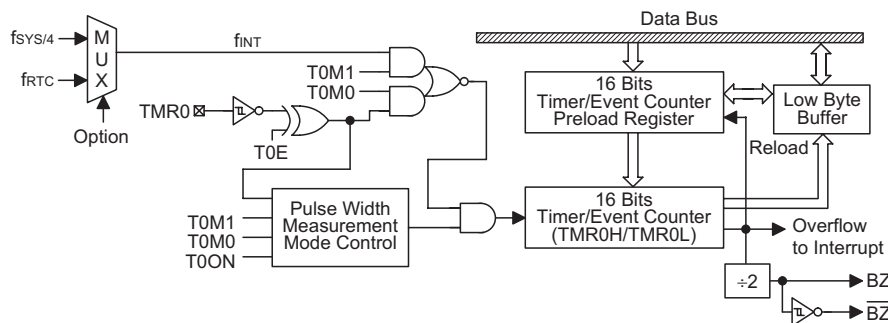 Data Bus
fSYS/4
fRTC
M
U
X
Option
fINT
T0M1
T0M0
TMR0
T0E
16 Bits
Timer/Event Counter
Preload Register
Low Byte
Buffer
Reload
T0M1
T0M0
T0ON
Pulse Width
Measurement
Mode Control
16 Bits
Timer/Event Counter
(TMR0H/TMR0L)
Overflow
to Interrupt
÷2
BZ
B̅Z̅